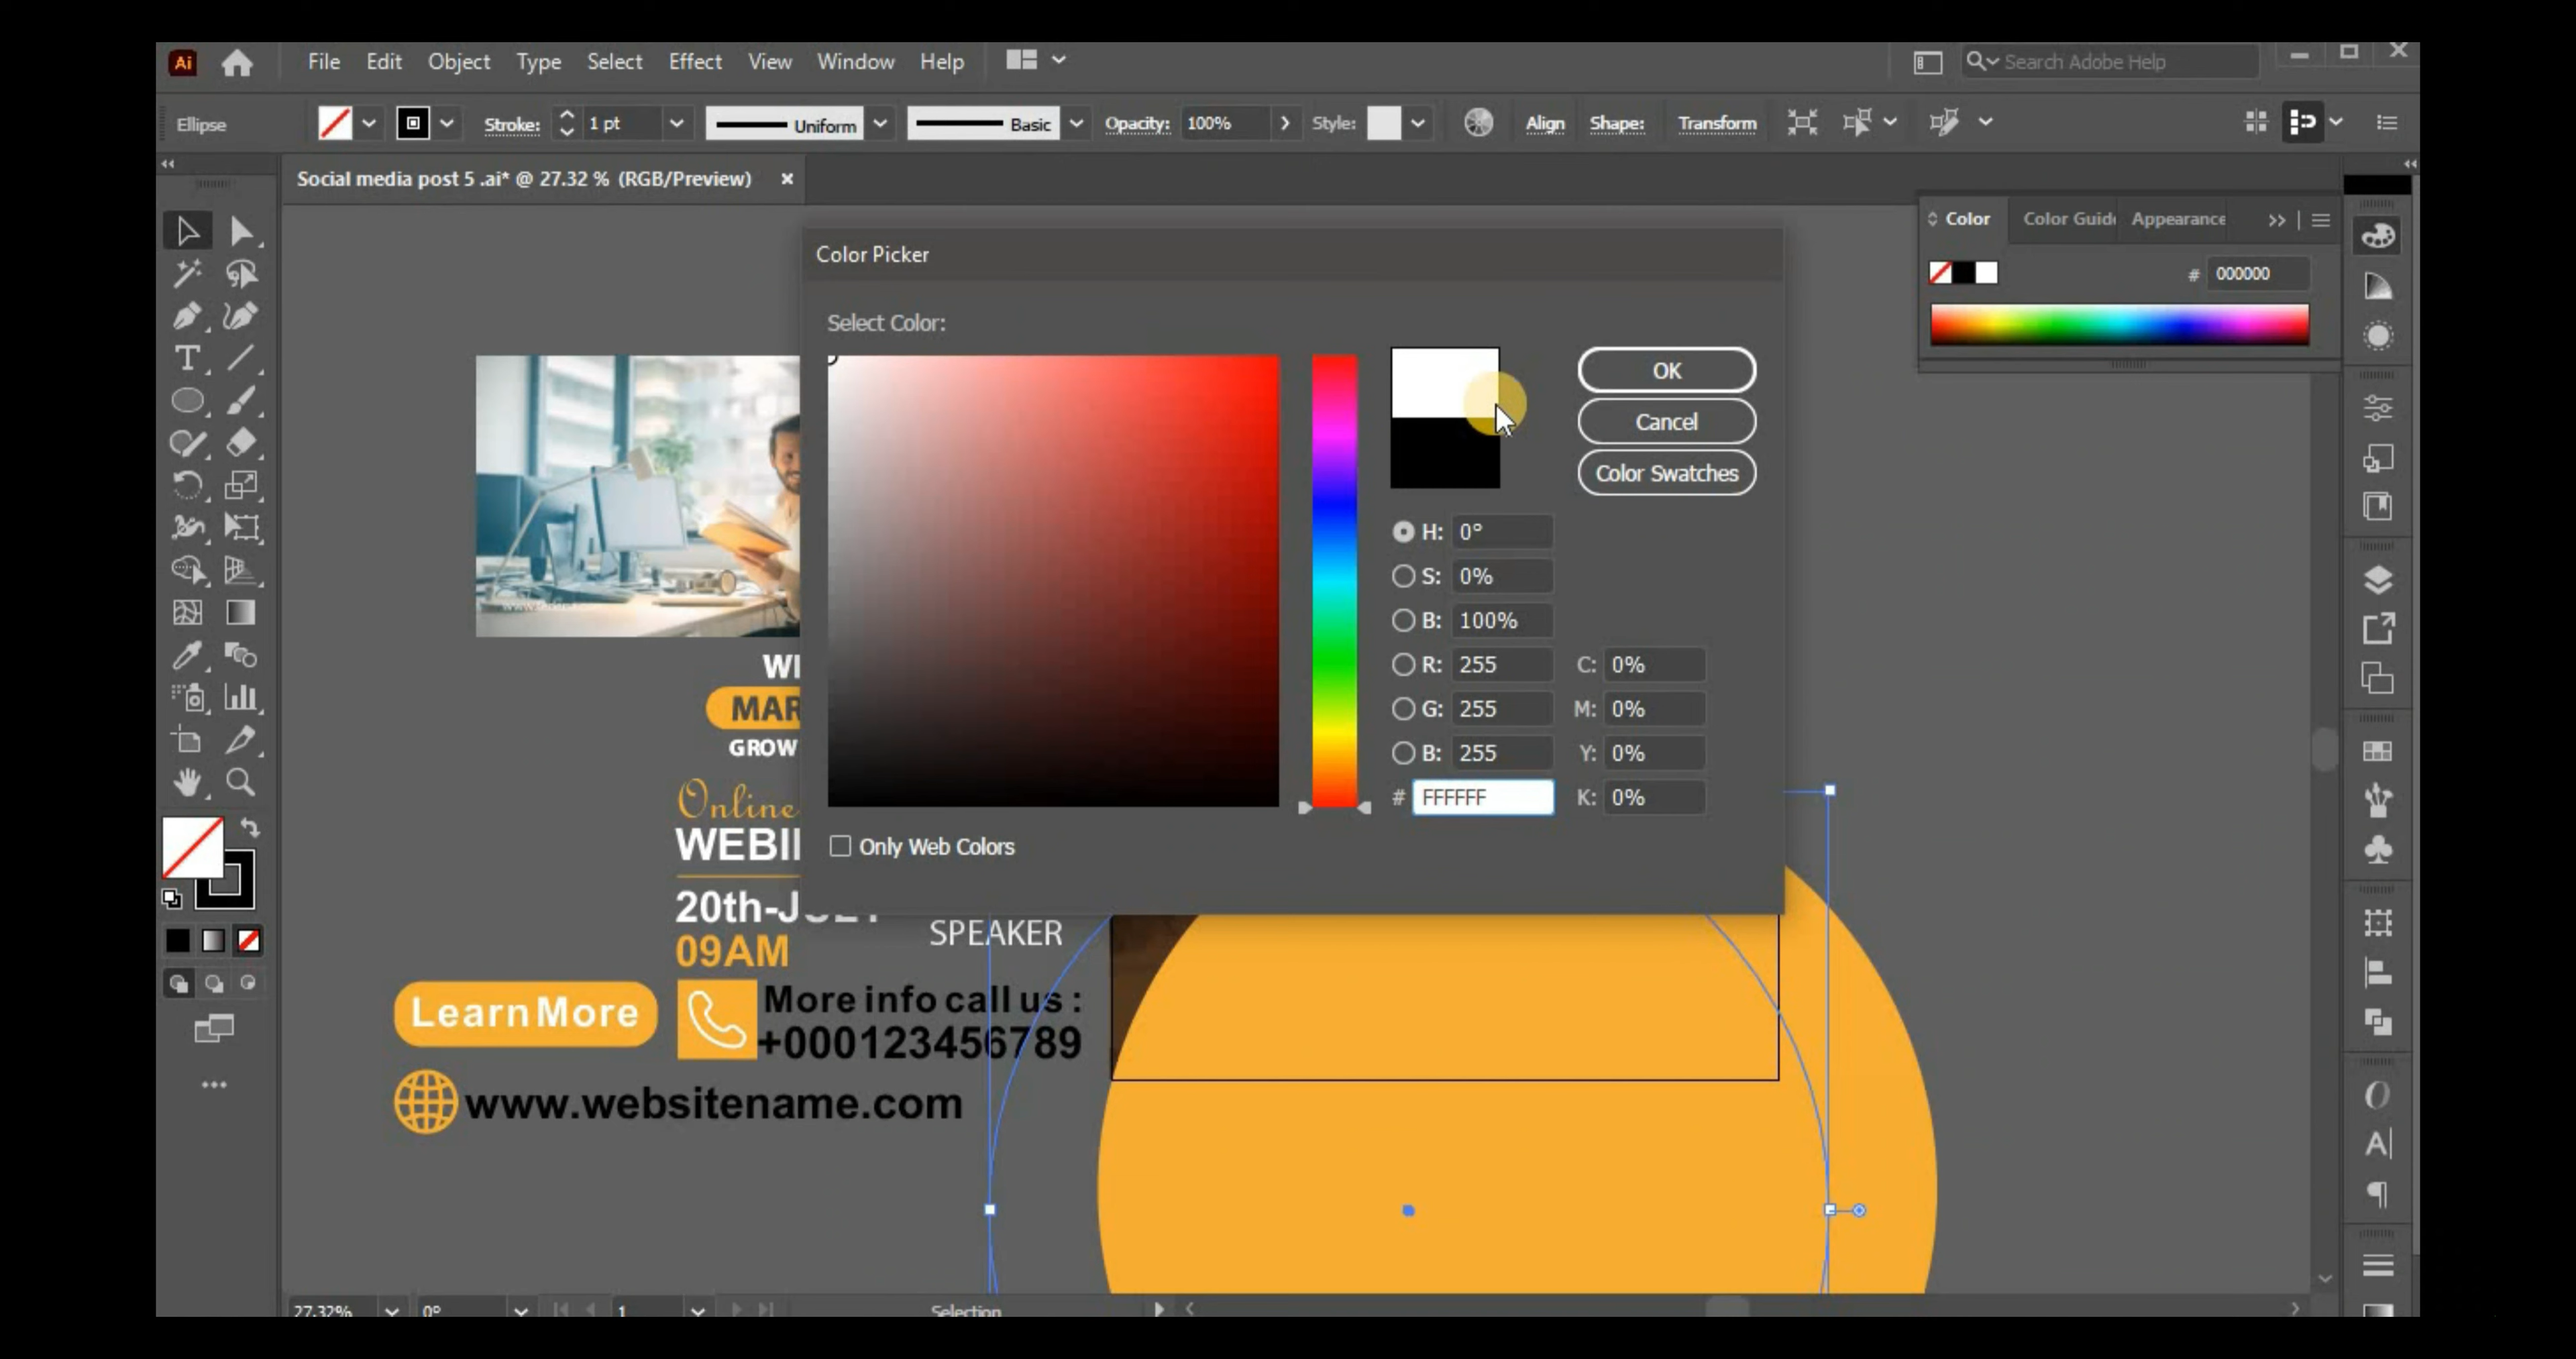 Ai File Edit Object Type Select Effect View Window Help Search Adobe Help
Ellipse Stroke: 1 pt Uniform Basic Opacity: 100% Style: Align Shape: Transform
Social media post 5 .ai* @ 27.32 % (RGB/Preview) ×
Color Color Guid Appearance
# 000000
Color Picker
Select Color:
OK
Cancel
Color Swatches
H: 0°
S: 0%
B: 100%
R: 255 C: 0%
G: 255 M: 0%
B: 255 Y: 0%
# FFFFFF K: 0%
Only Web Colors
MAR
GROW
Online
WEBI
20th-J
09AM
SPEAKER
Learn More
More info call us :
+000123456789
www.websitename.com
27.32% 0° 1 Selection